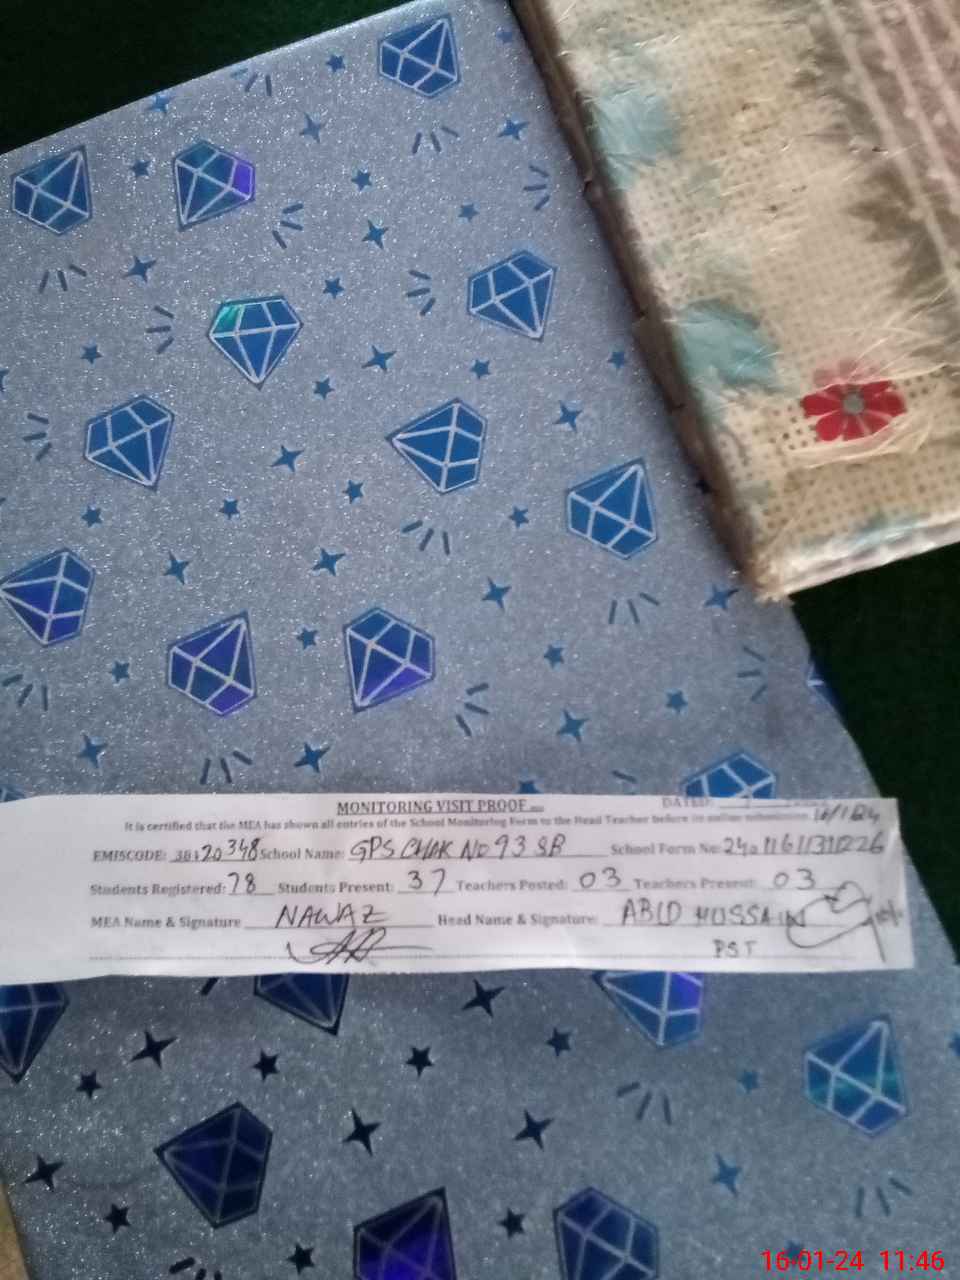 MONITORING VISIT PROOF
DATED: 16/1/24
It is certified that the MEA has shown all entries of the School Monitoring Form to the Head Teacher before its online submission.
EMISCODE: 38120348 School Name: GPS CHAK NO 93 SB School Form No:
Students Registered: 78 Students Present: 37 Teachers Posted: 03 Teachers Present: 03
MEA Name & Signature NAWAZ Head Name & Signature: ABID HUSSAIN
PST
16-01-24 11:46